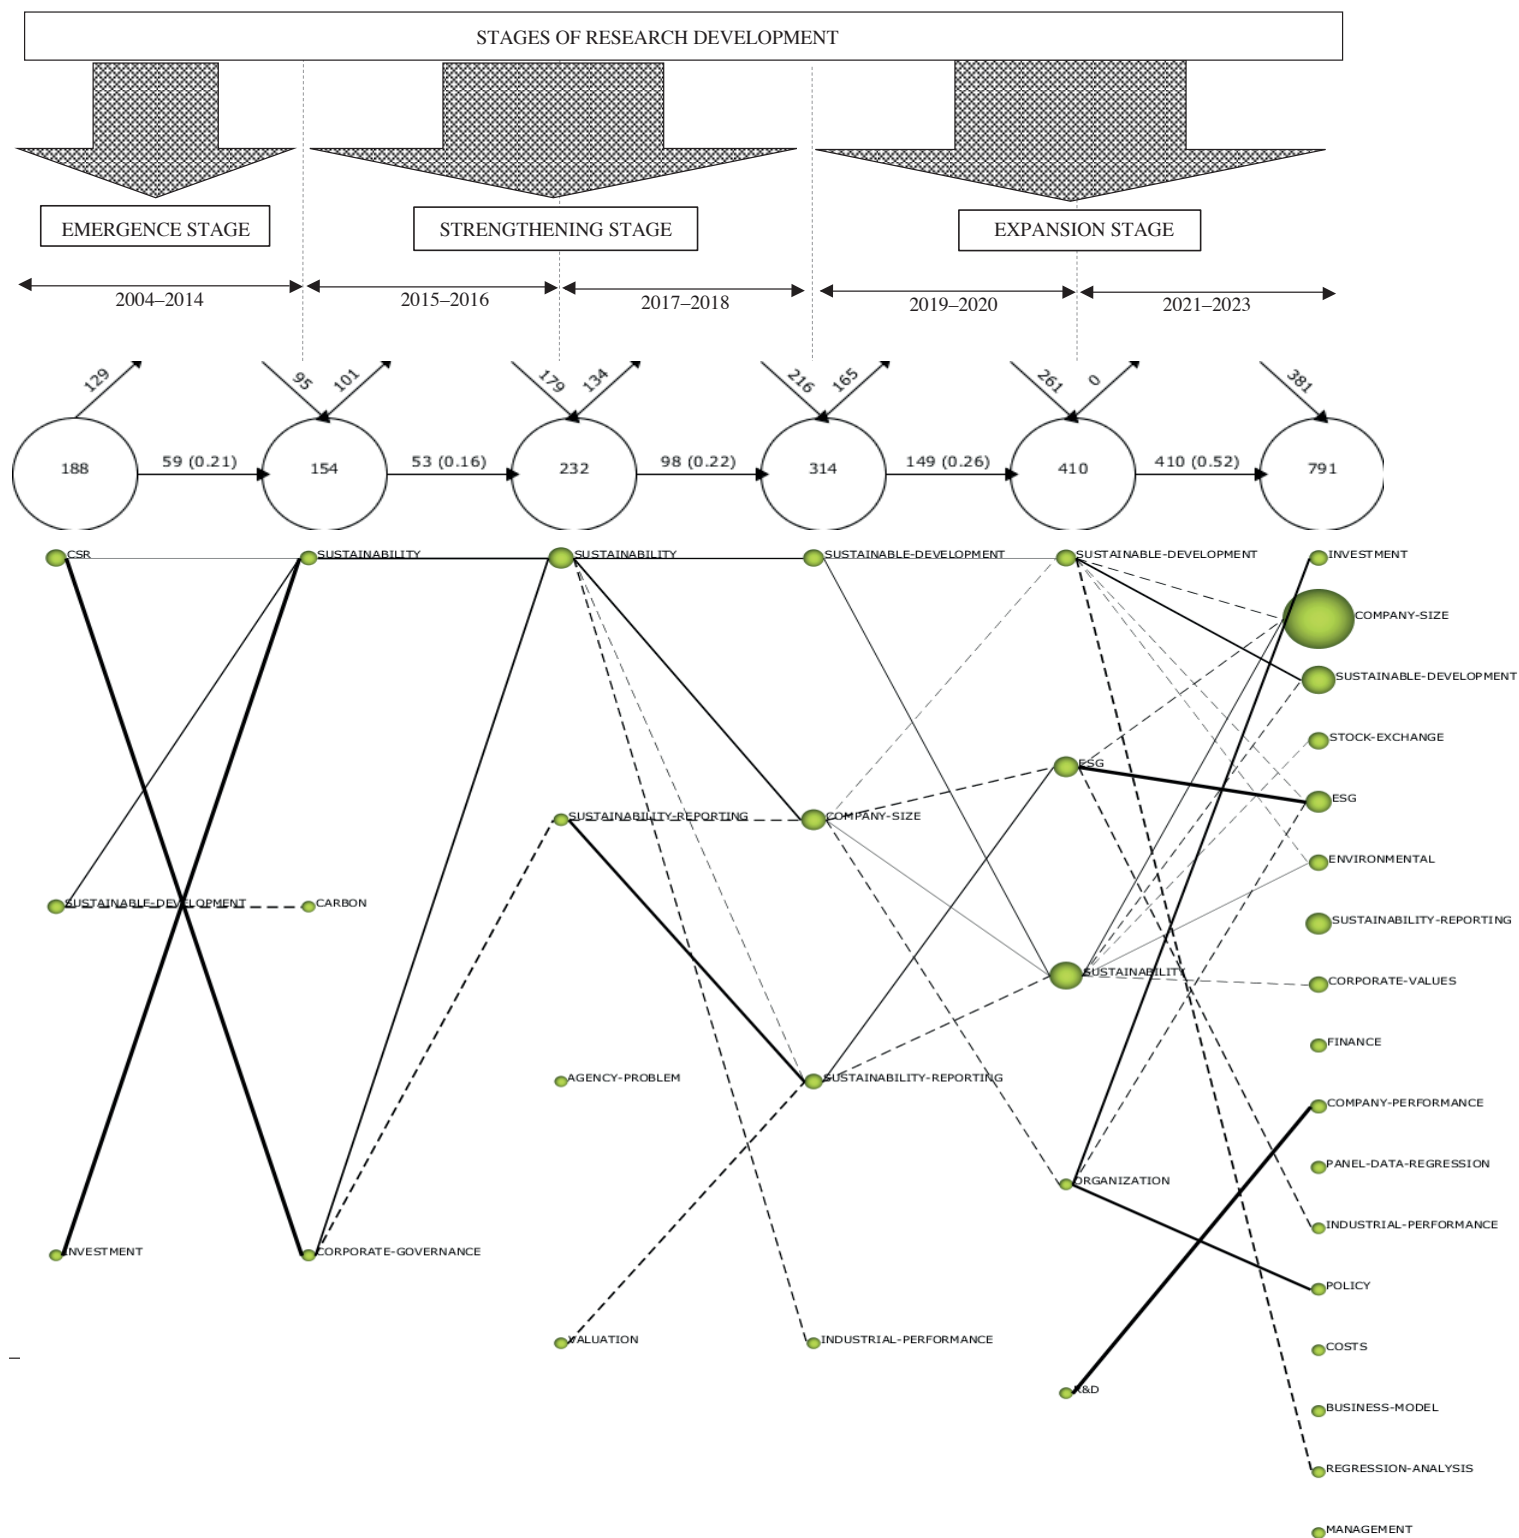 STAGES OF RESEARCH DEVELOPMENT
EMERGENCE STAGE
STRENGTHENING STAGE
EXPANSION STAGE
2004–2014
2015–2016
2017–2018
2019–2020
2021–2023
129
95
101
179
134
216
165
261
0
381
188
59 (0.21)
154
53 (0.16)
232
98 (0.22)
314
149 (0.26)
410
410 (0.52)
791
CSR
SUSTAINABLE-DEVELOPMENT
INVESTMENT
SUSTAINABILITY
CARBON
CORPORATE-GOVERNANCE
SUSTAINABILITY
SUSTAINABILITY-REPORTING
AGENCY-PROBLEM
VALUATION
SUSTAINABLE-DEVELOPMENT
COMPANY-SIZE
SUSTAINABILITY-REPORTING
INDUSTRIAL-PERFORMANCE
SUSTAINABLE-DEVELOPMENT
ESG
SUSTAINABILITY
ORGANIZATION
R&D
INVESTMENT
COMPANY-SIZE
SUSTAINABLE-DEVELOPMENT
STOCK-EXCHANGE
ESG
ENVIRONMENTAL
SUSTAINABILITY-REPORTING
CORPORATE-VALUES
FINANCE
COMPANY-PERFORMANCE
PANEL-DATA-REGRESSION
INDUSTRIAL-PERFORMANCE
POLICY
COSTS
BUSINESS-MODEL
REGRESSION-ANALYSIS
MANAGEMENT